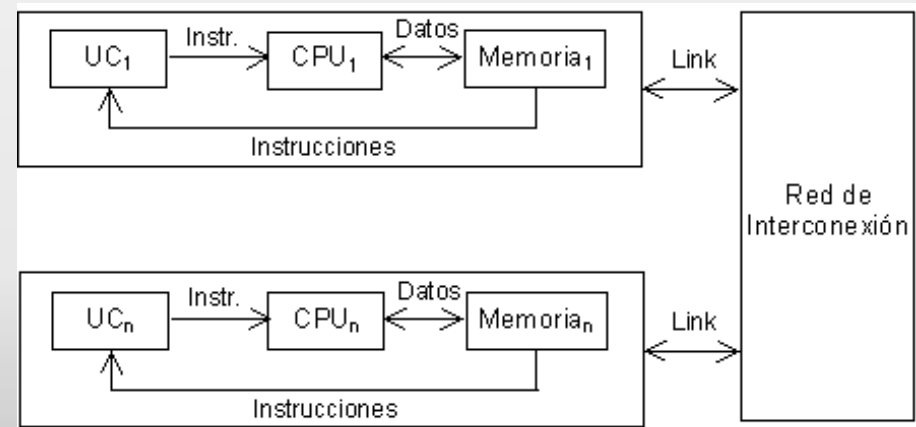 Instr.
Datos
UC₁
CPU₁
Memoria₁
Link
Instrucciones
Red de
Interconexión
Instr.
Datos
UCₙ
CPUₙ
Memoriaₙ
Link
Instrucciones